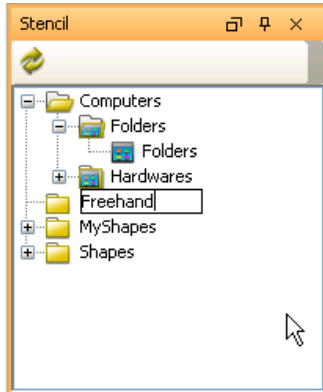 Stencil
Computers
Folders
Folders
Hardwares
Freehand
MyShapes
Shapes